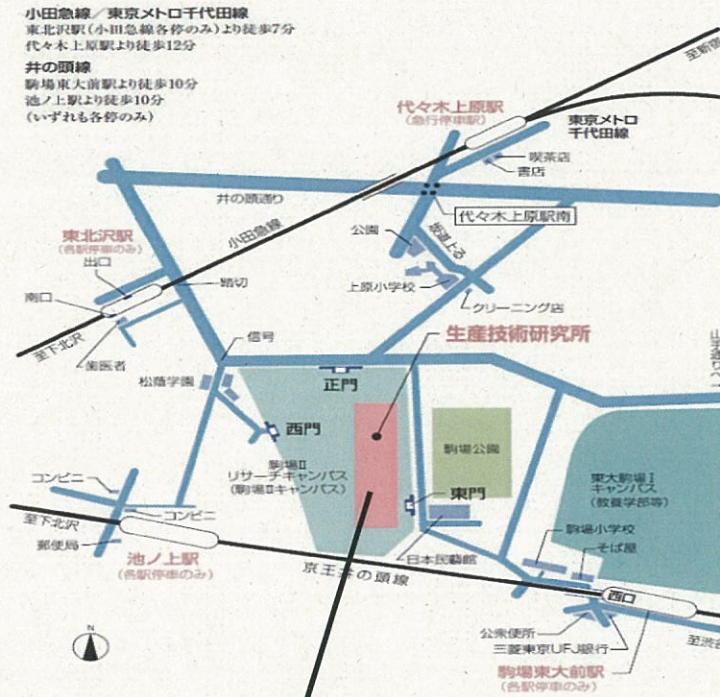 小田急線／東京メトロ千代田線
東北沢駅(小田急線各停のみ)より徒歩7分
代々木上原駅より徒歩12分
井の頭線
駒場東大前駅より徒歩10分
池ノ上駅より徒歩10分
(いずれも各停のみ)
至新宿
代々木上原駅
(急行停車駅)
東京メトロ
千代田線
喫茶店
書店
井の頭通り
代々木上原駅南
小田急線
公園
坂道上る
東北沢駅
(各駅停車のみ)
出口
上原小学校
踏切
南口
クリーニング店
至下北沢
信号
生産技術研究所
歯医者
正門
松蔭学園
西門
駒場公園
駒場Ⅱ
リサーチキャンパス
(駒場Ⅱキャンパス)
東大駒場Ⅰ
キャンパス
(教養学部等)
コンビニ
東門
コンビニ
至下北沢
駒場小学校
郵便局
そば屋
池ノ上駅
(各駅停車のみ)
日本民藝館
京王井の頭線
西口
公衆便所
三菱東京UFJ銀行
至渋谷
駒場東大前駅
(各駅停車のみ)
N